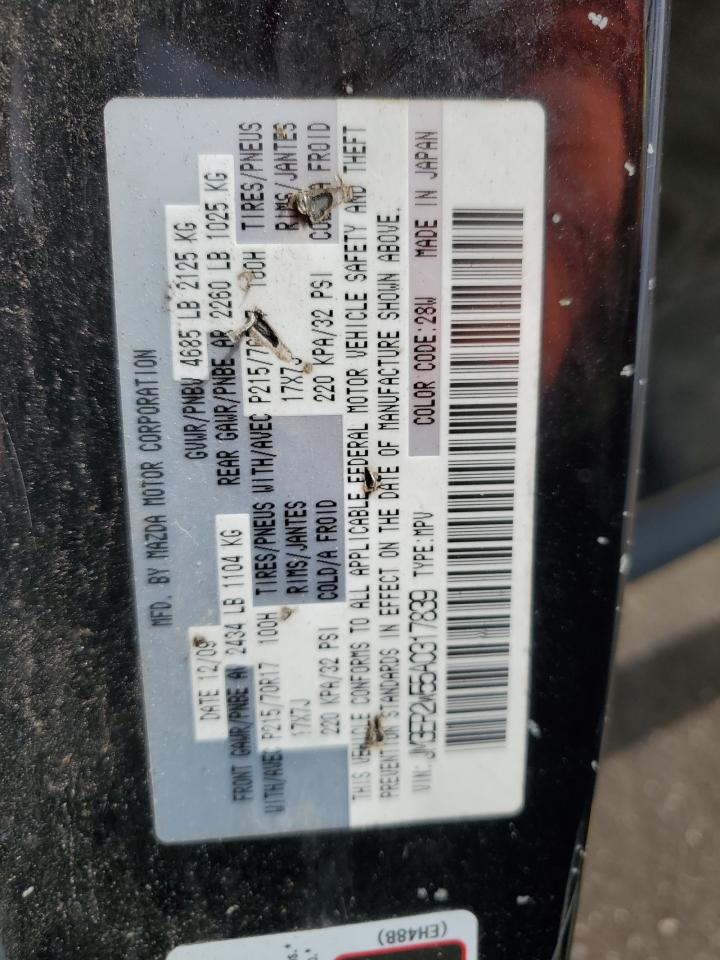 MFD. BY MAZDA MOTOR CORPORATION
DATE 12/09 GVWR/PNBV 4685 LB 2125 KG
FRONT GAWR/PNBE AR 2434 LB 1104 KG REAR GAWR/PNBE AR 2260 LB 1025 KG
WITH/AVEC P215/70R17 100H TIRES/PNEUS WITH/AVEC P215/7 100H TIRES/PNEUS
17X7J RIMS/JANTES 17X7J RIMS/JANTES
220 KPA/32 PSI COLD/A FROID 220 KPA/32 PSI FROID
THIS VEHICLE CONFORMS TO ALL APPLICABLE FEDERAL MOTOR VEHICLE SAFETY AND THEFT
PREVENTION STANDARDS IN EFFECT ON THE DATE OF MANUFACTURE SHOWN ABOVE.
VIN: JM3ER2W55A0317839 TYPE:MPV COLOR CODE:28W MADE IN JAPAN
(EH48B)